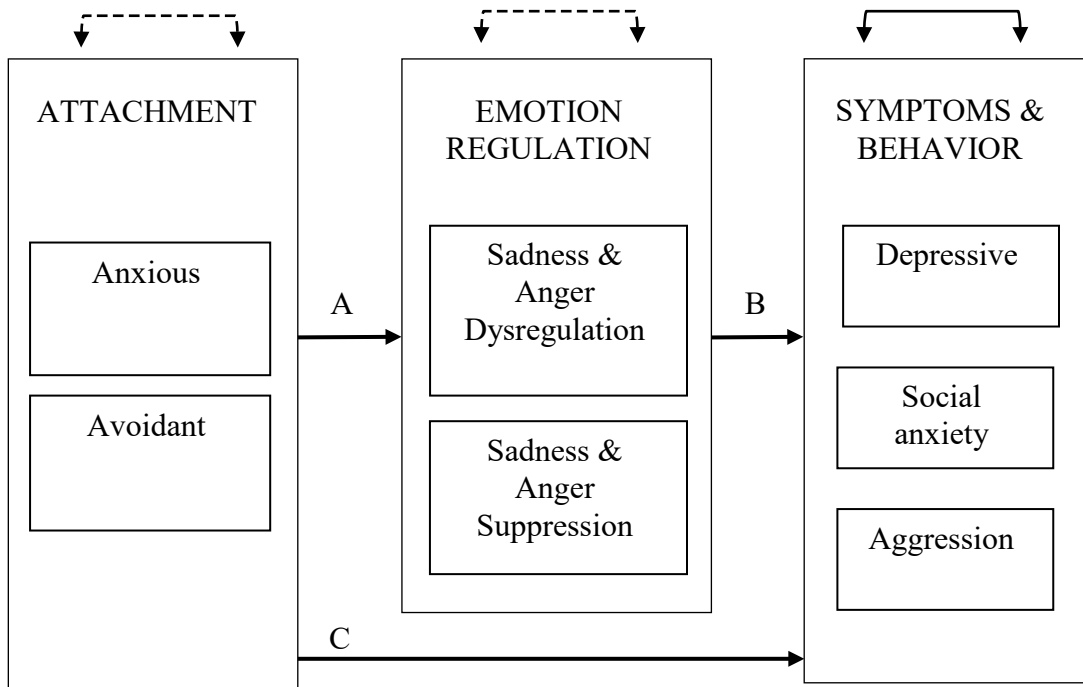 ATTACHMENT
Anxious
Avoidant
A
EMOTION
REGULATION
Sadness &
Anger
Dysregulation
Sadness &
Anger
Suppression
B
SYMPTOMS &
BEHAVIOR
Depressive
Social
anxiety
Aggression
C